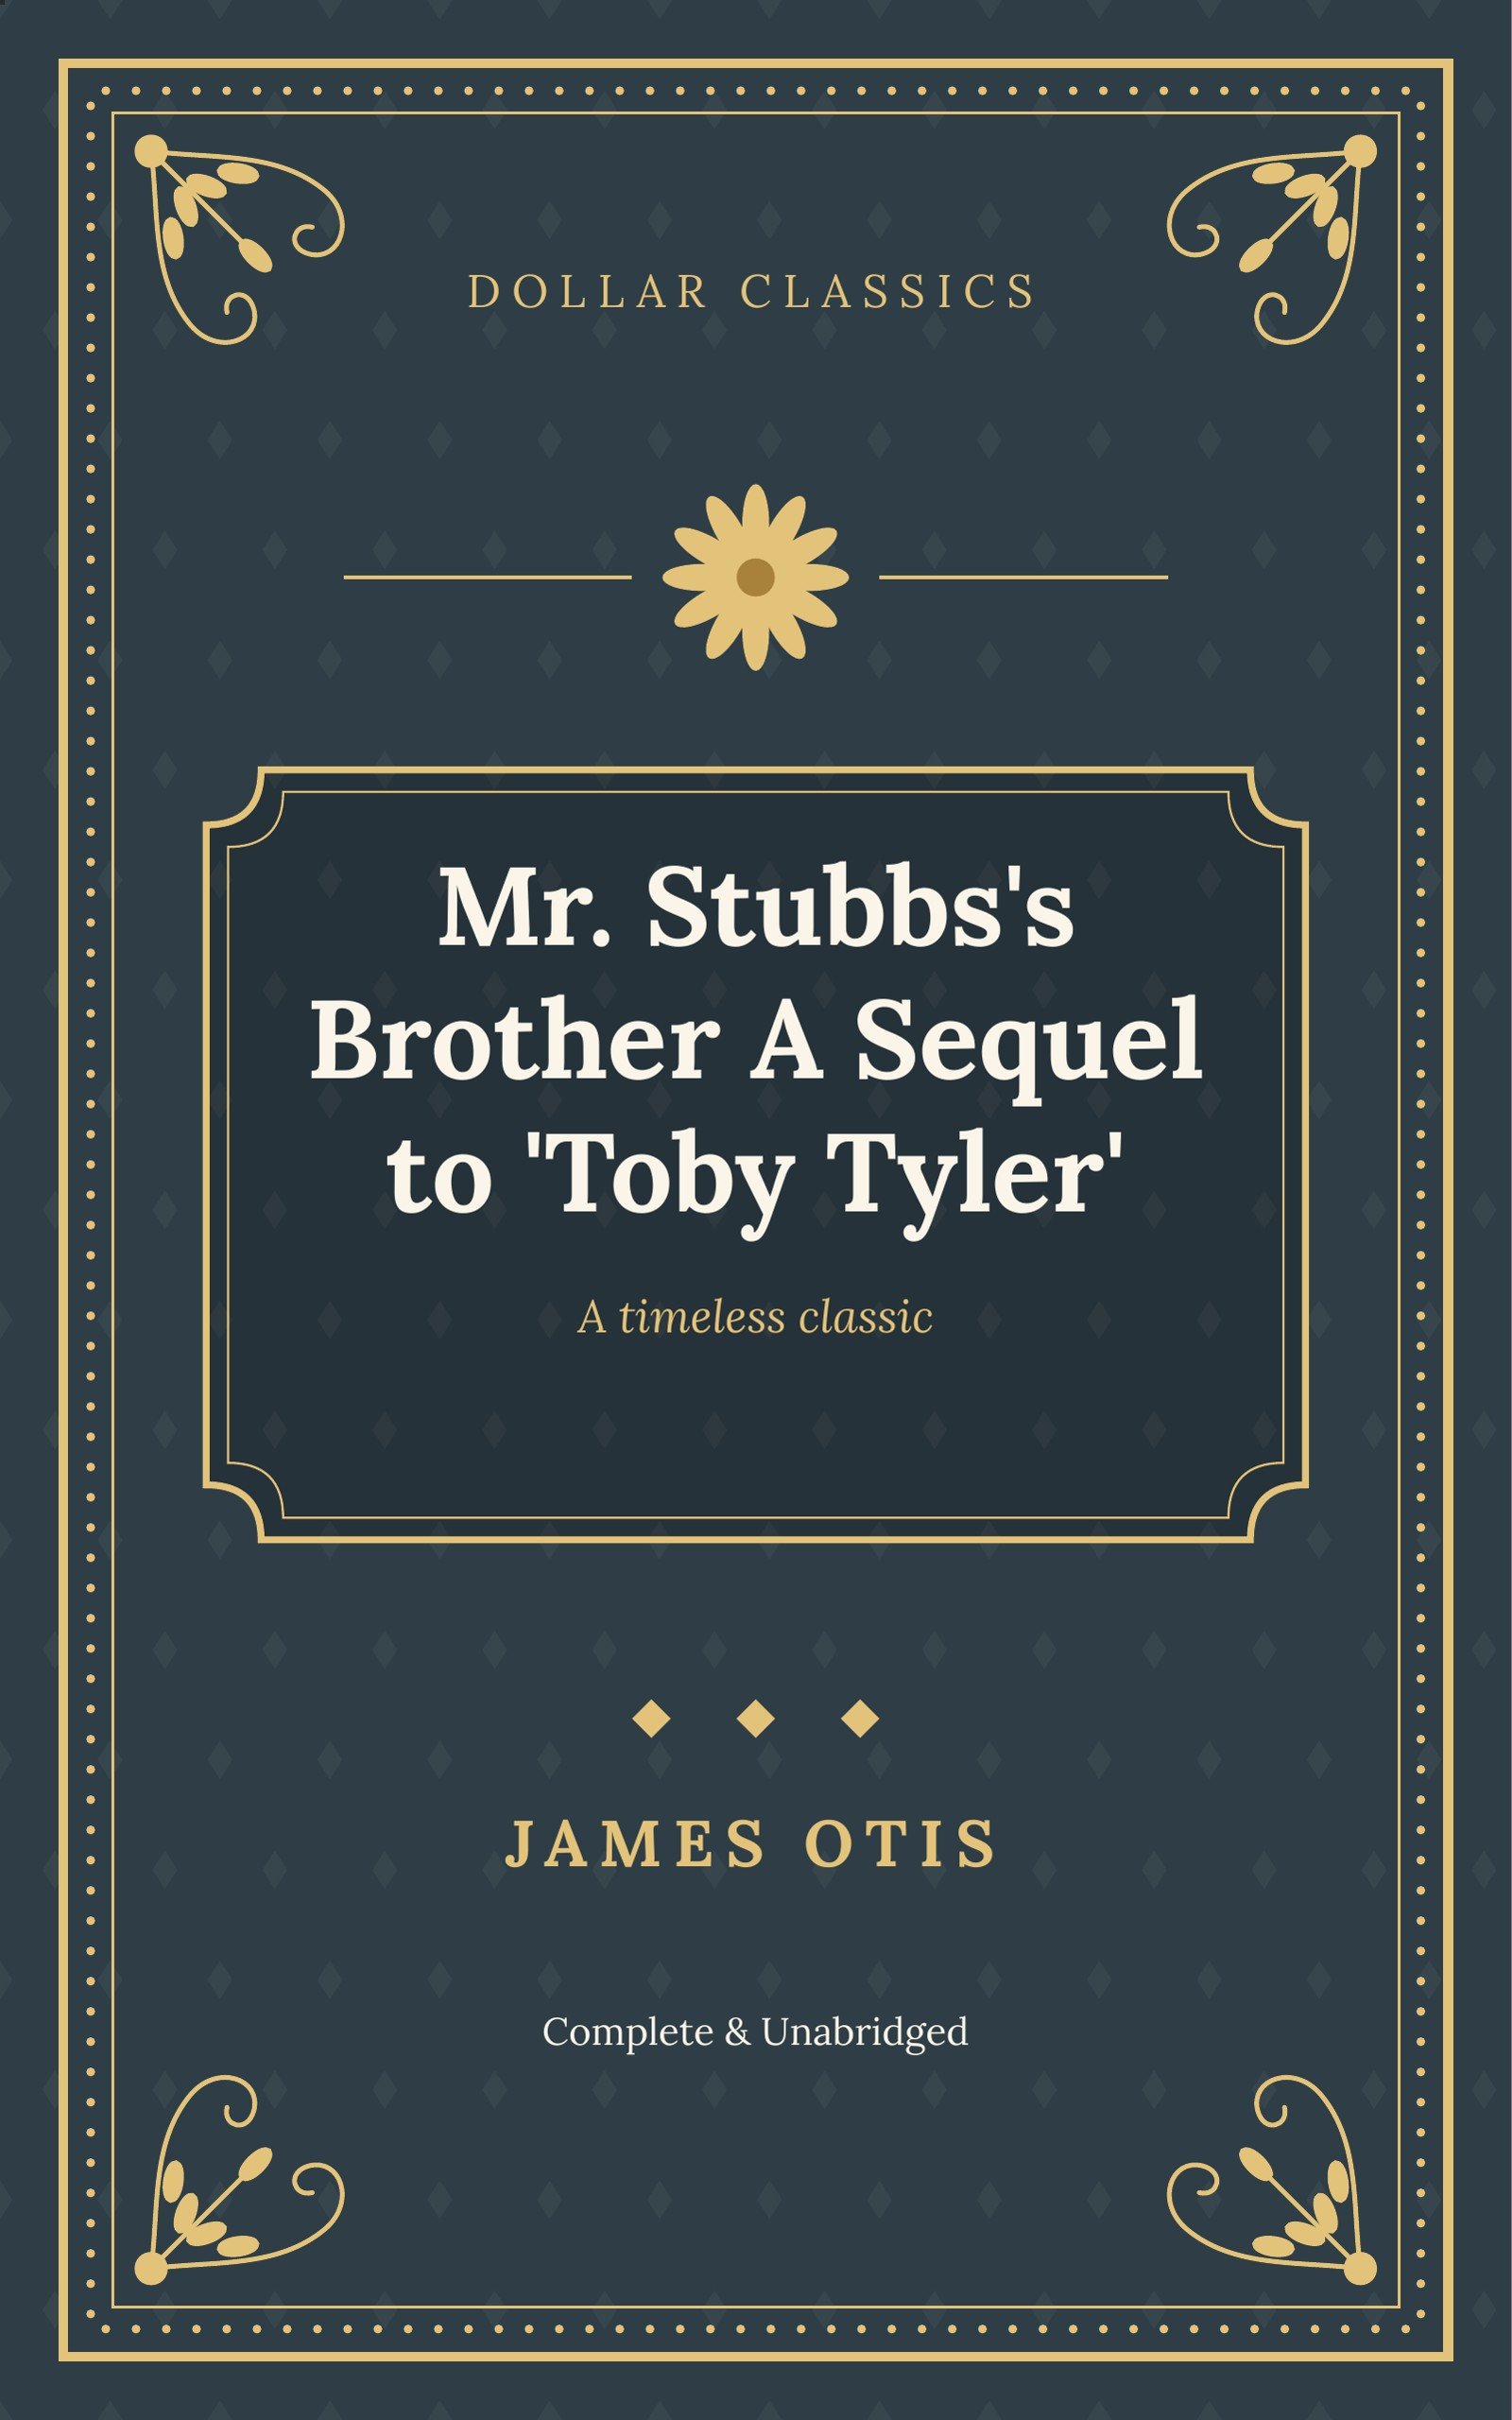 DOLLAR CLASSICS
Mr. Stubbs's
Brother A Sequel
to 'Toby Tyler'
A timeless classic
JAMES OTIS
Complete & Unabridged